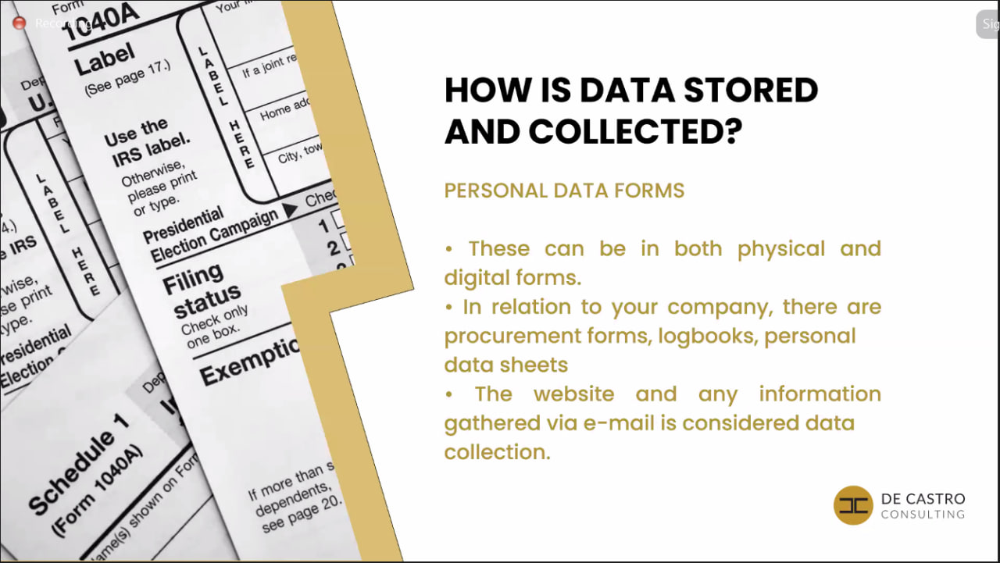 Recording
Sig
HOW IS DATA STORED
AND COLLECTED?
PERSONAL DATA FORMS
• These can be in both physical and
digital forms.
• In relation to your company, there are
procurement forms, logbooks, personal
data sheets
• The website and any information
gathered via e-mail is considered data
collection.
DE CASTRO
CONSULTING
Form
1040A
Label
(See page 17.)
LABEL HERE
Your
If a joint re
Home add
City, tow
Use the
IRS label.
Otherwise,
please print
or type.
Presidential
Election Campaign
Chec
1
2
Filing
status
Check only
one box.
Exemptio
If more than s
dependents,
see page 20.
Dep
U.
F
LABEL HERE
4.)
e IRS
wise,
se print
type.
residential
Election C
Dep
Schedule 1
(Form 1040A)
ame(s) shown on Form